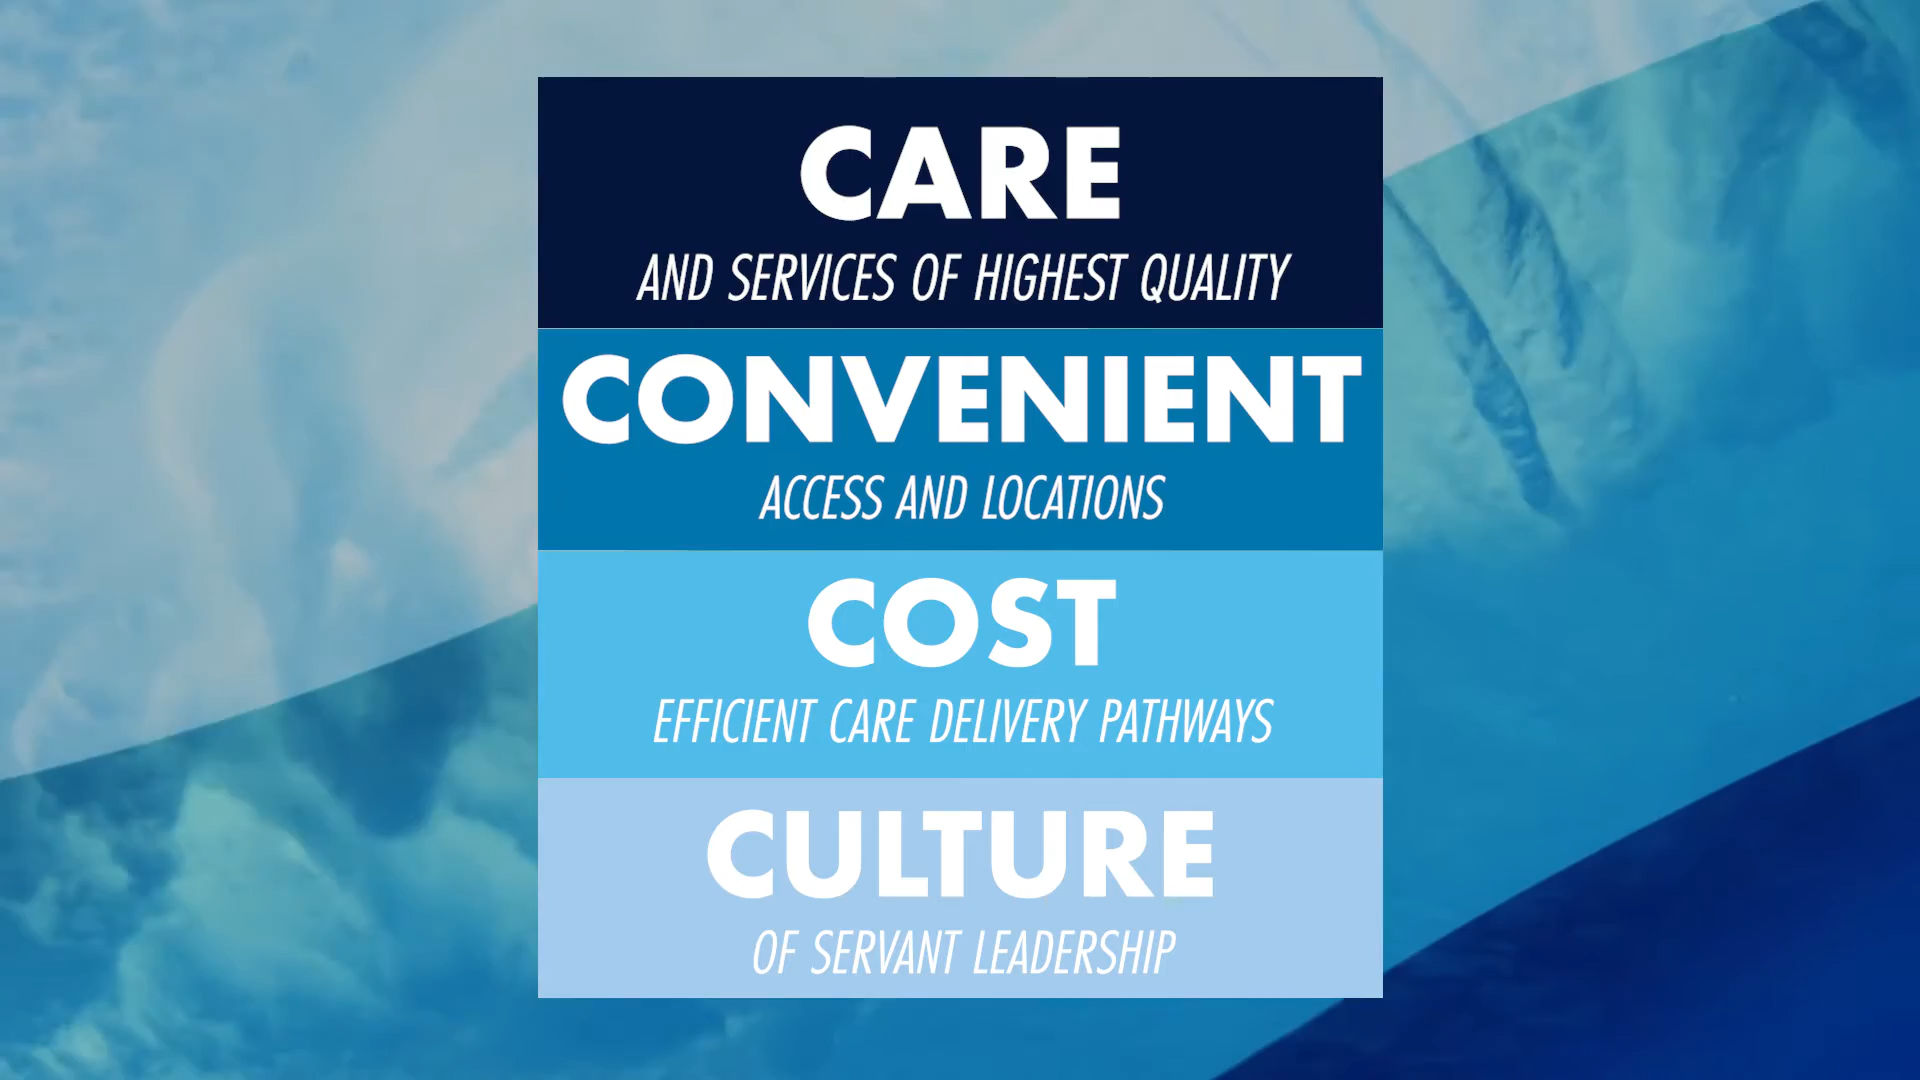 CARE
AND SERVICES OF HIGHEST QUALITY
CONVENIENT
ACCESS AND LOCATIONS
COST
EFFICIENT CARE DELIVERY PATHWAYS
CULTURE
OF SERVANT LEADERSHIP